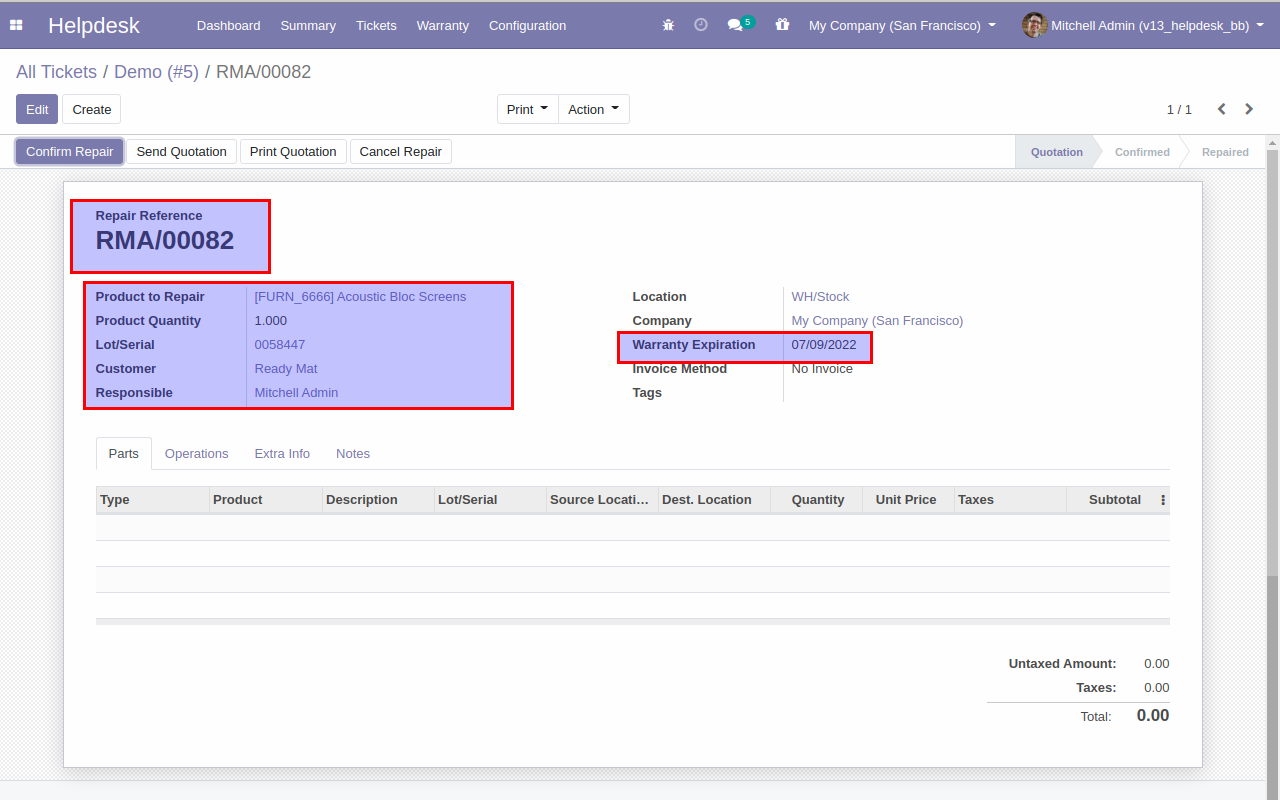 Helpdesk Dashboard Summary Tickets Warranty Configuration 5 My Company (San Francisco) Mitchell Admin (v13_helpdesk_bb)
All Tickets / Demo (#5) / RMA/00082
Edit Create Print Action 1 / 1
Confirm Repair Send Quotation Print Quotation Cancel Repair Quotation Confirmed Repaired
Repair Reference
RMA/00082
Product to Repair [FURN_6666] Acoustic Bloc Screens
Product Quantity 1.000
Lot/Serial 0058447
Customer Ready Mat
Responsible Mitchell Admin
Location WH/Stock
Company My Company (San Francisco)
Warranty Expiration 07/09/2022
Invoice Method No Invoice
Tags
Parts Operations Extra Info Notes
Type Product Description Lot/Serial Source Locati... Dest. Location Quantity Unit Price Taxes Subtotal
Untaxed Amount: 0.00
Taxes: 0.00
Total: 0.00